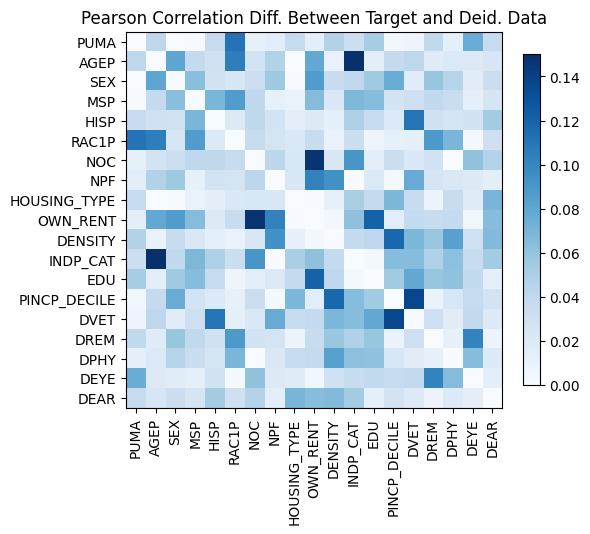 Pearson Correlation Diff. Between Target and Deid. Data
PUMA
AGEP
SEX
MSP
HISP
RAC1P
NOC
NPF
HOUSING_TYPE
OWN_RENT
DENSITY
INDP_CAT
EDU
PINCP_DECILE
DVET
DREM
DPHY
DEYE
DEAR
PUMA
AGEP
SEX
MSP
HISP
RAC1P
NOC
NPF
HOUSING_TYPE
OWN_RENT
DENSITY
INDP_CAT
EDU
PINCP_DECILE
DVET
DREM
DPHY
DEYE
DEAR
0.14
0.12
0.10
0.08
0.06
0.04
0.02
0.00